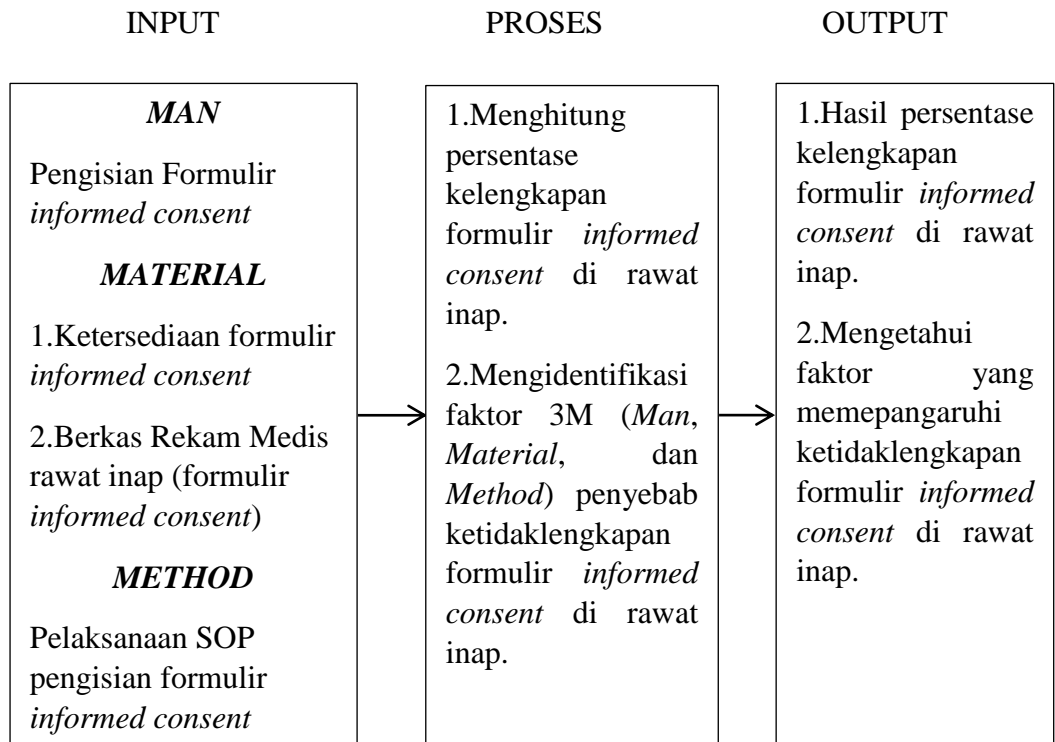 INPUT
PROSES
OUTPUT
MAN
Pengisian Formulir
informed consent
MATERIAL
1.Ketersediaan formulir
informed consent
2.Berkas Rekam Medis
rawat inap (formulir
informed consent)
METHOD
Pelaksanaan SOP
pengisian formulir
informed consent
1.Menghitung
persentase
kelengkapan
formulir informed
consent di rawat
inap.
2.Mengidentifikasi
faktor 3M (Man,
Material, dan
Method) penyebab
ketidaklengkapan
formulir informed
consent di rawat
inap.
1.Hasil persentase
kelengkapan
formulir informed
consent di rawat
inap.
2.Mengetahui
faktor yang
memepangaruhi
ketidaklengkapan
formulir informed
consent di rawat
inap.